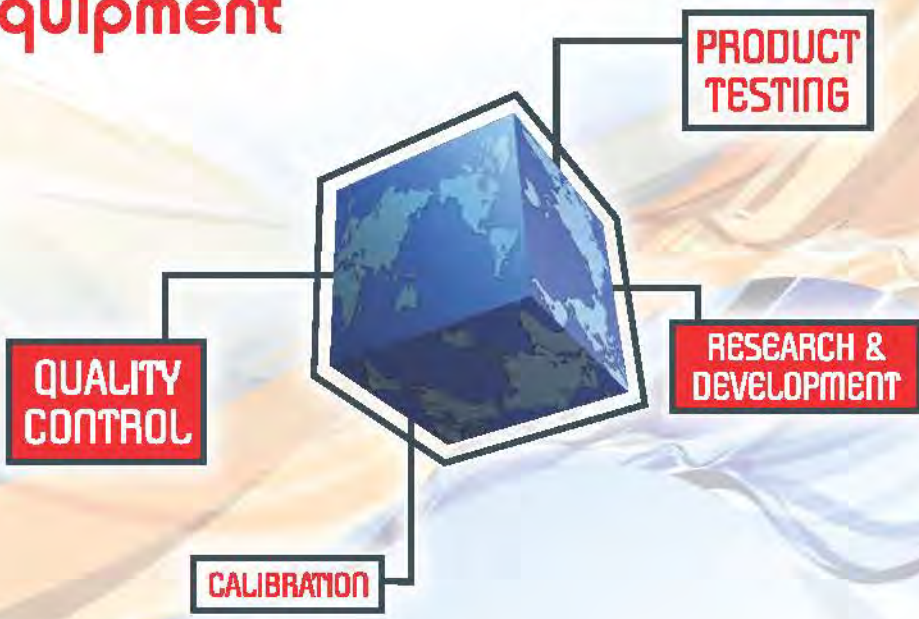 quipment
PRODUCT
TESTING
RESEARCH &
DEVELOPMENT
QUALITY
CONTROL
CALIBRATION